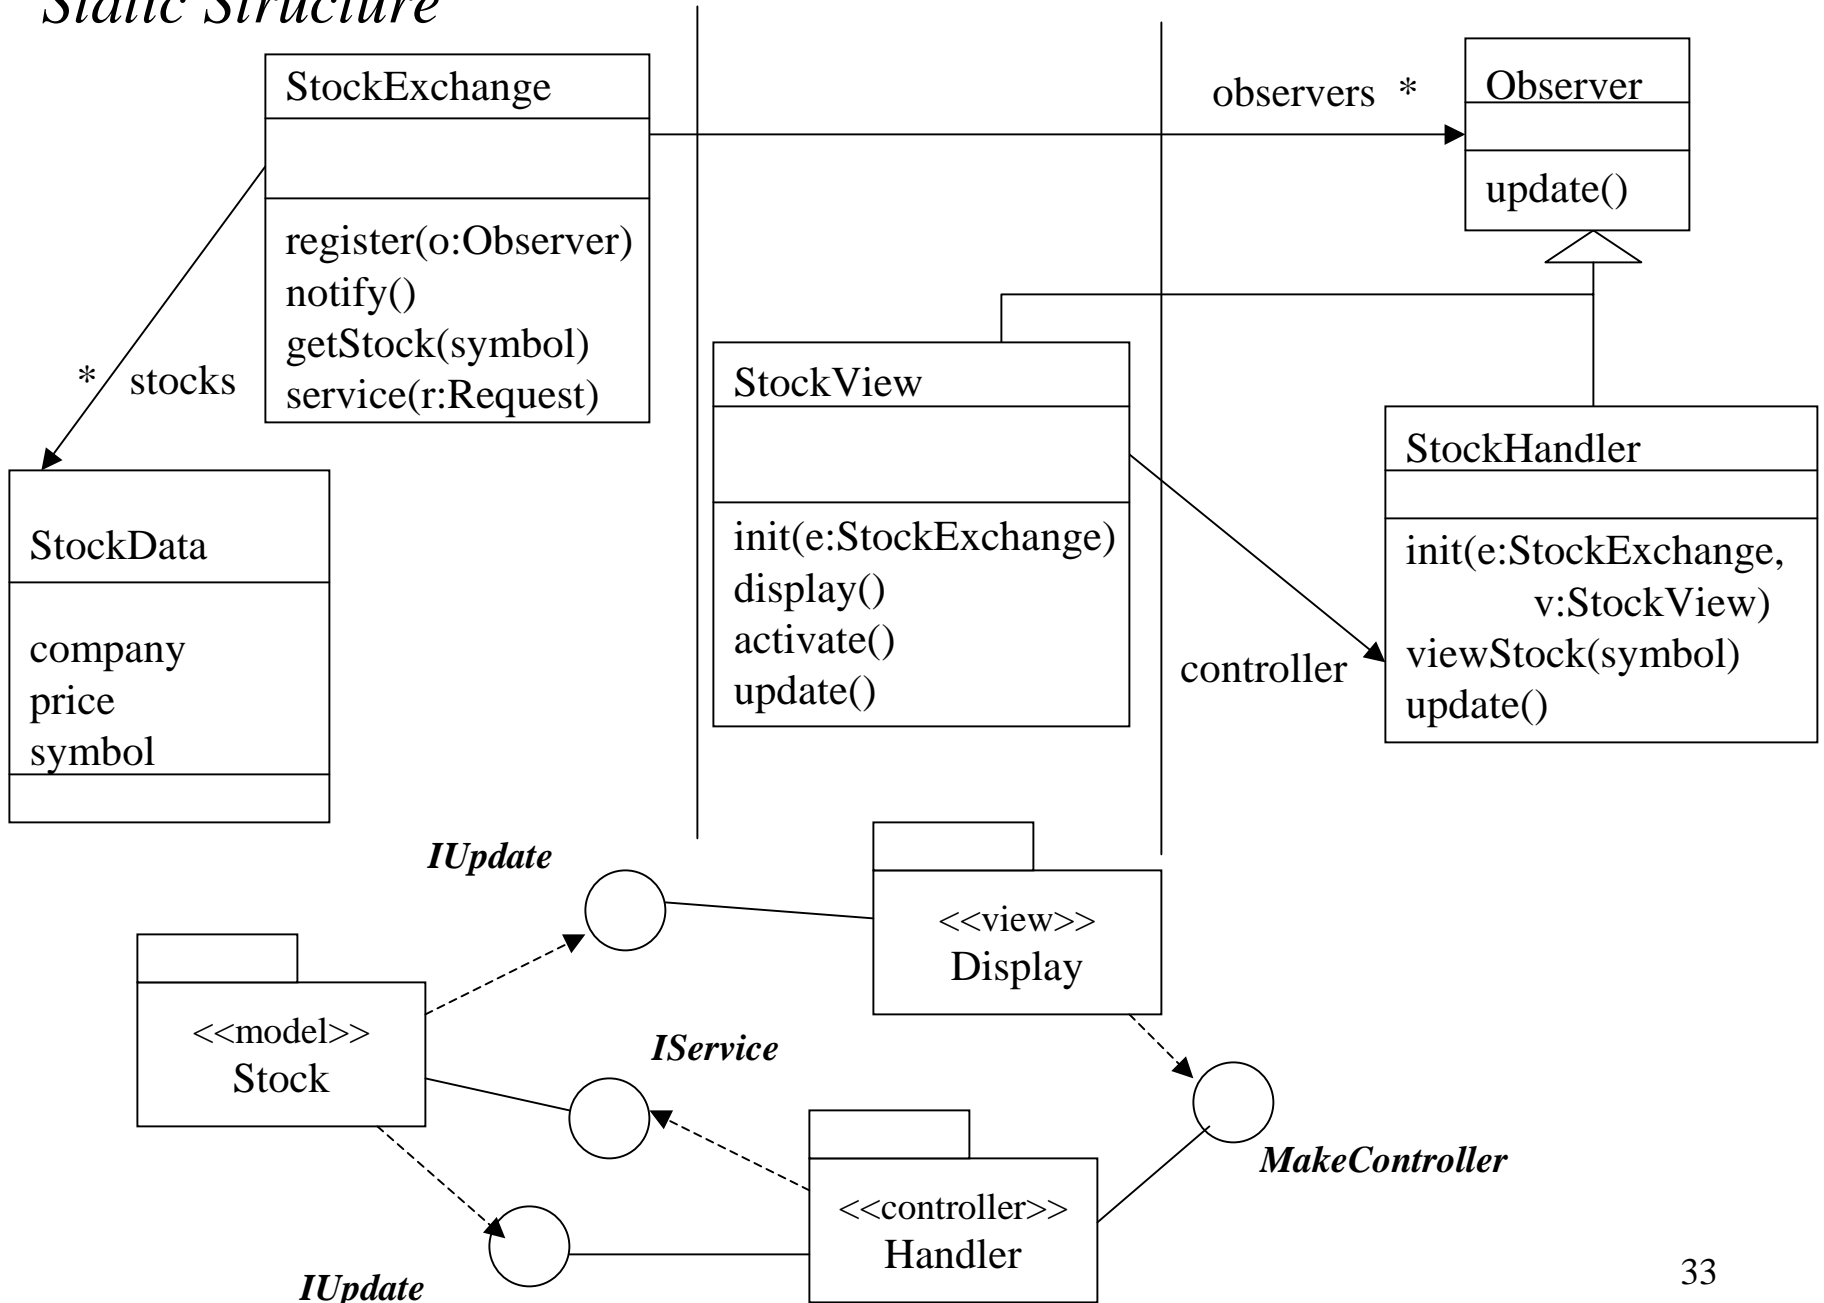 Static Structure
StockExchange
register(o:Observer)
notify()
getStock(symbol)
service(r:Request)
observers *
Observer
update()
* stocks
StockData
company
price
symbol
StockView
init(e:StockExchange)
display()
activate()
update()
controller
StockHandler
init(e:StockExchange,
v:StockView)
viewStock(symbol)
update()
IUpdate
<<view>>
Display
<<model>>
Stock
IService
MakeController
<<controller>>
Handler
IUpdate
33